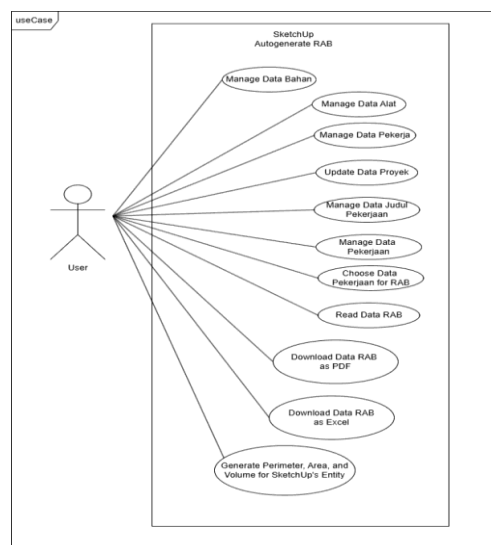 useCase
SketchUp
Autogenerate RAB
Manage Data Bahan
Manage Data Alat
Manage Data Pekerja
Update Data Proyek
Manage Data Judul
Pekerjaan
Manage Data
Pekerjaan
Choose Data
Pekerjaan for RAB
Read Data RAB
Download Data RAB
as PDF
Download Data RAB
as Excel
Generate Perimeter, Area, and
Volume for SketchUp's Entity
User